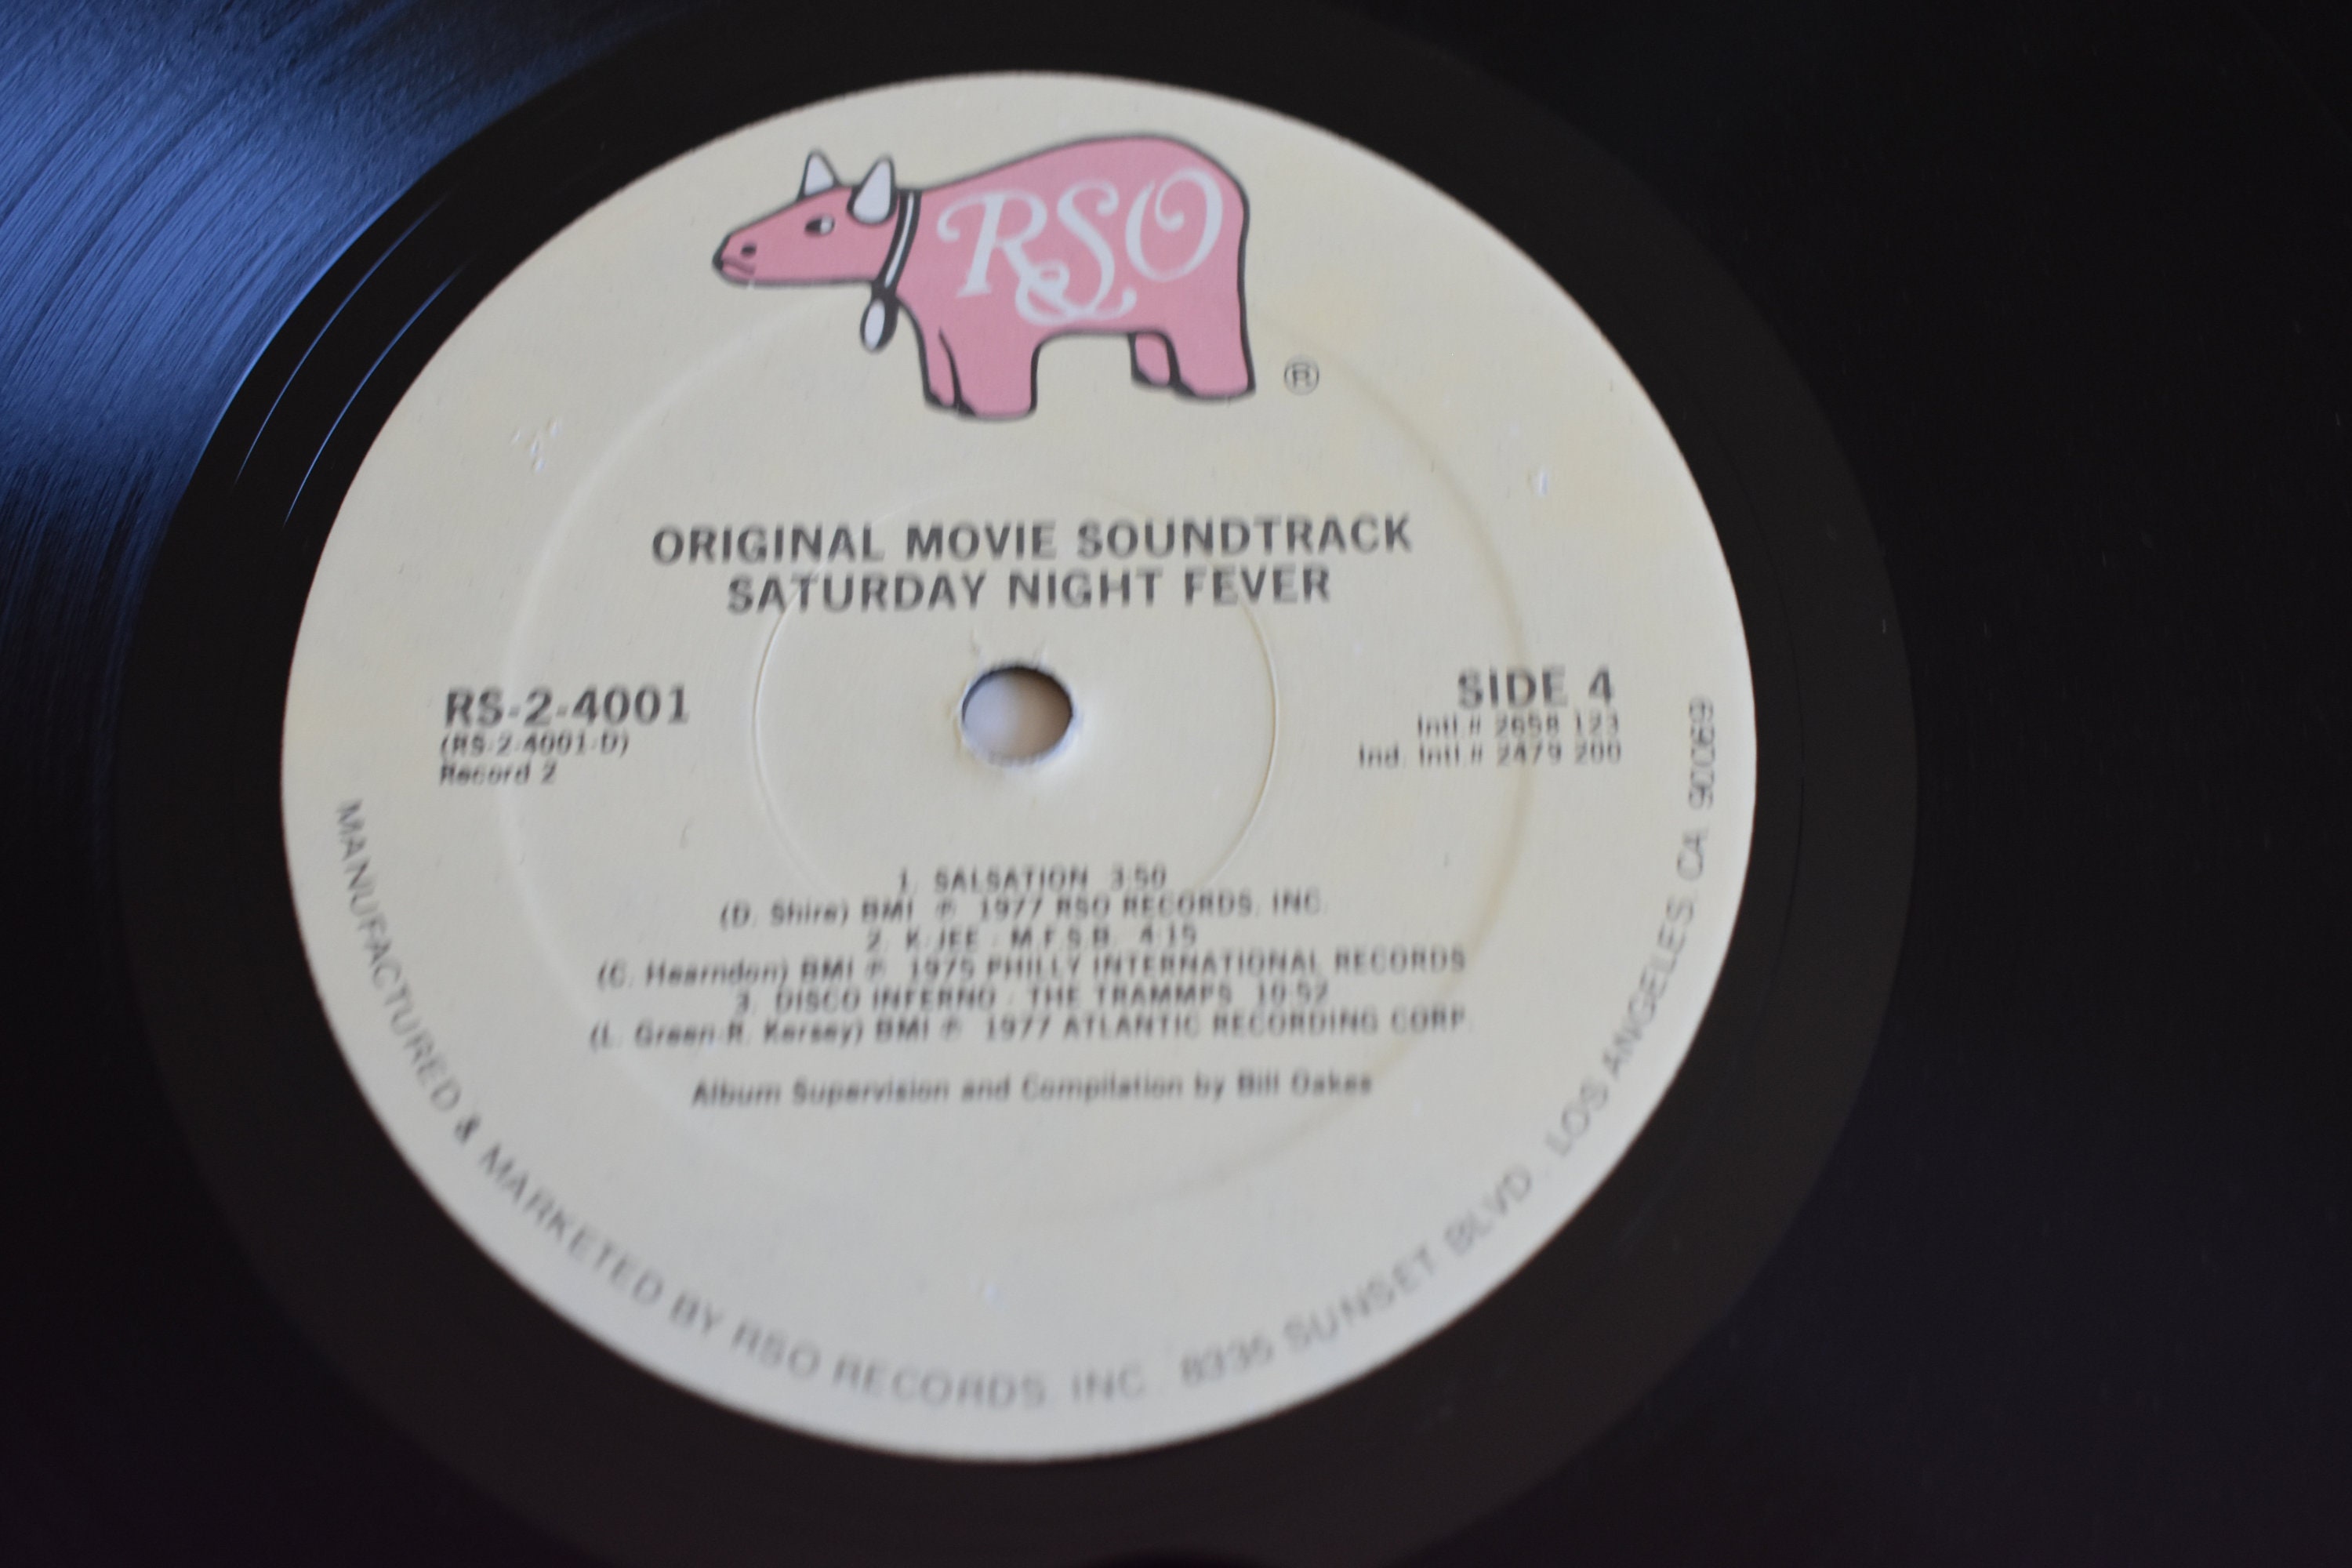 RSO
®
ORIGINAL MOVIE SOUNDTRACK
SATURDAY NIGHT FEVER
RS-2-4001
(RS-2-4001-D)
Record 2
SIDE 4
Intl # 2658 123
Ind. Intl # 2479 200
1. SALSATION 3:50
(D. Shire) BMI ℗ 1977 RSO RECORDS, INC.
2. K-JEE - M.F.S.B. 4:15
(C. Hearndon) BMI ℗ 1975 PHILLY INTERNATIONAL RECORDS
3. DISCO INFERNO - THE TRAMMPS 10:52
(L. Green-R. Kersey) BMI ℗ 1977 ATLANTIC RECORDING CORP.
Album Supervision and Compilation by Bill Oakes
MANUFACTURED & MARKETED BY RSO RECORDS, INC., 8335 SUNSET BLVD., LOS ANGELES, CA. 90069